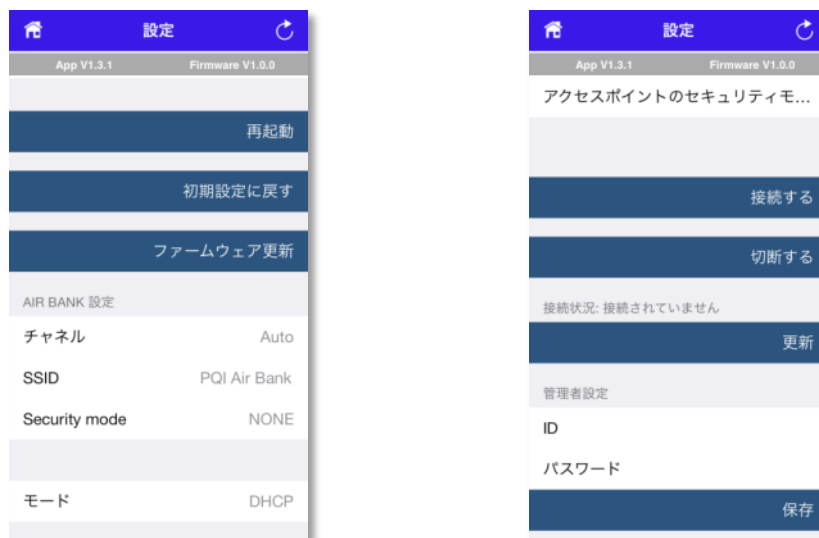 設定
App V1.3.1 Firmware V1.0.0
再起動
初期設定に戻す
ファームウェア更新
AIR BANK 設定
チャネル Auto
SSID PQI Air Bank
Security mode NONE
モード DHCP
設定
App V1.3.1 Firmware V1.0.0
アクセスポイントのセキュリティモ...
接続する
切断する
接続状況: 接続されていません
更新
管理者設定
ID
パスワード
保存